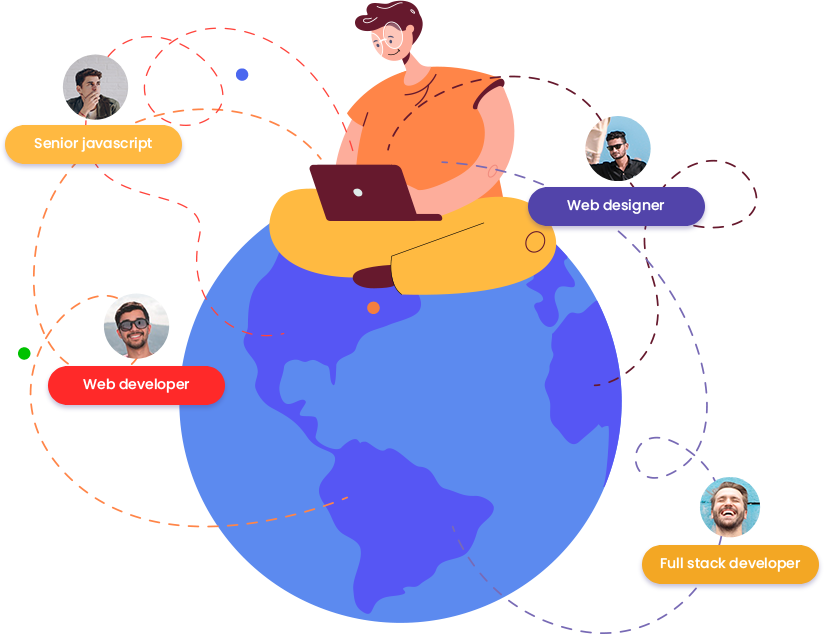 Senior javascript
Web designer
Web developer
Full stack developer